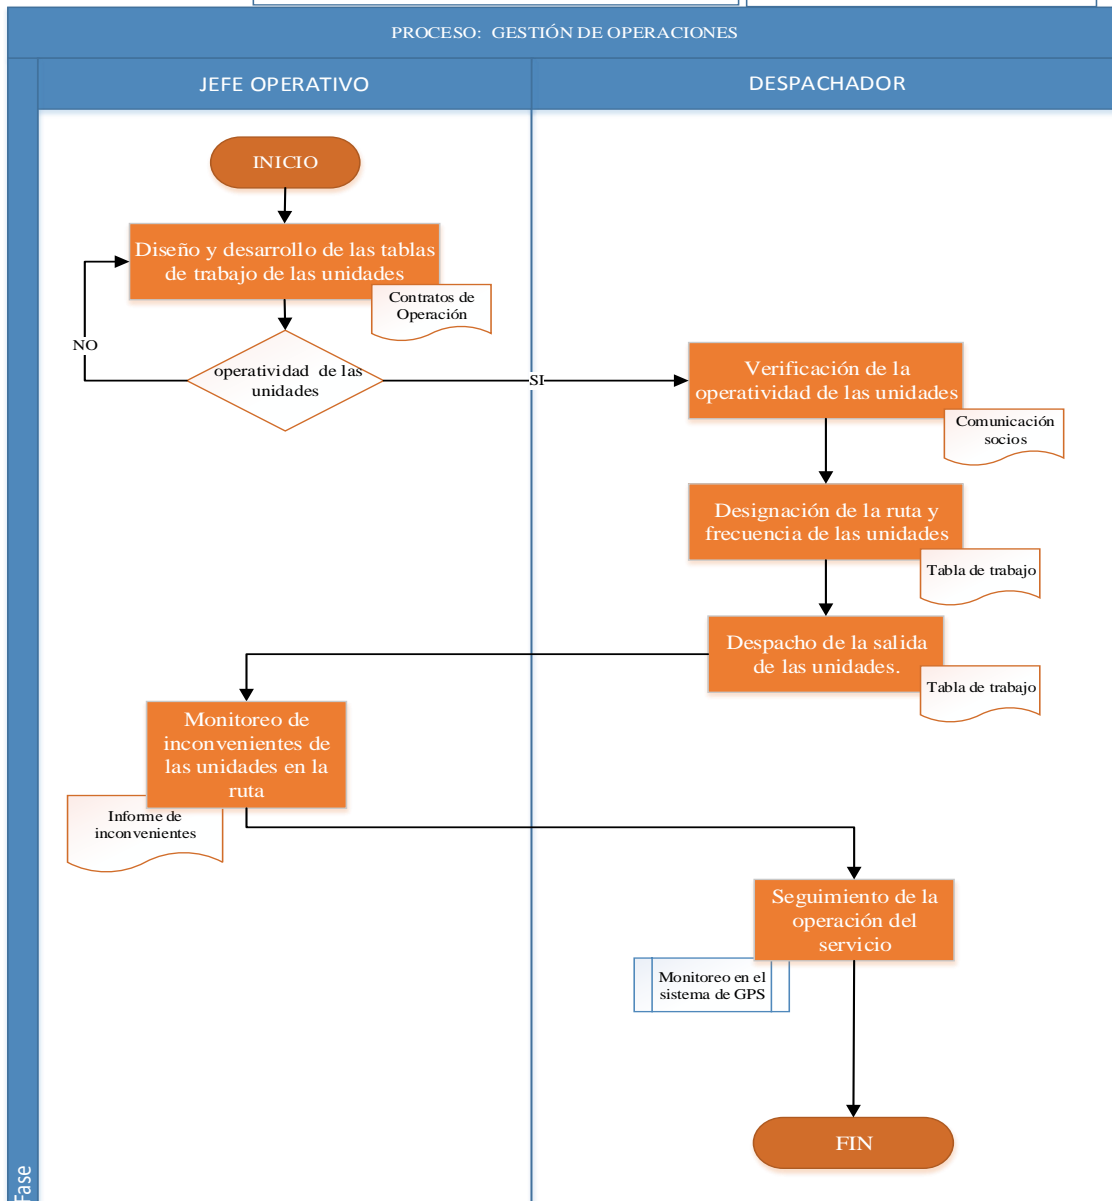 PROCESO: GESTIÓN DE OPERACIONES
JEFE OPERATIVO
DESPACHADOR
INICIO
Diseño y desarrollo de las tablas
de trabajo de las unidades
Contratos de
Operación
NO
operatividad de las
unidades
SI
Verificación de la
operatividad de las unidades
Comunicación
socios
Designación de la ruta y
frecuencia de las unidades
Tabla de trabajo
Despacho de la salida
de las unidades.
Tabla de trabajo
Monitoreo de
inconvenientes de
las unidades en la
ruta
Informe de
inconvenientes
Seguimiento de la
operación del
servicio
Monitoreo en el
sistema de GPS
FIN
Fase